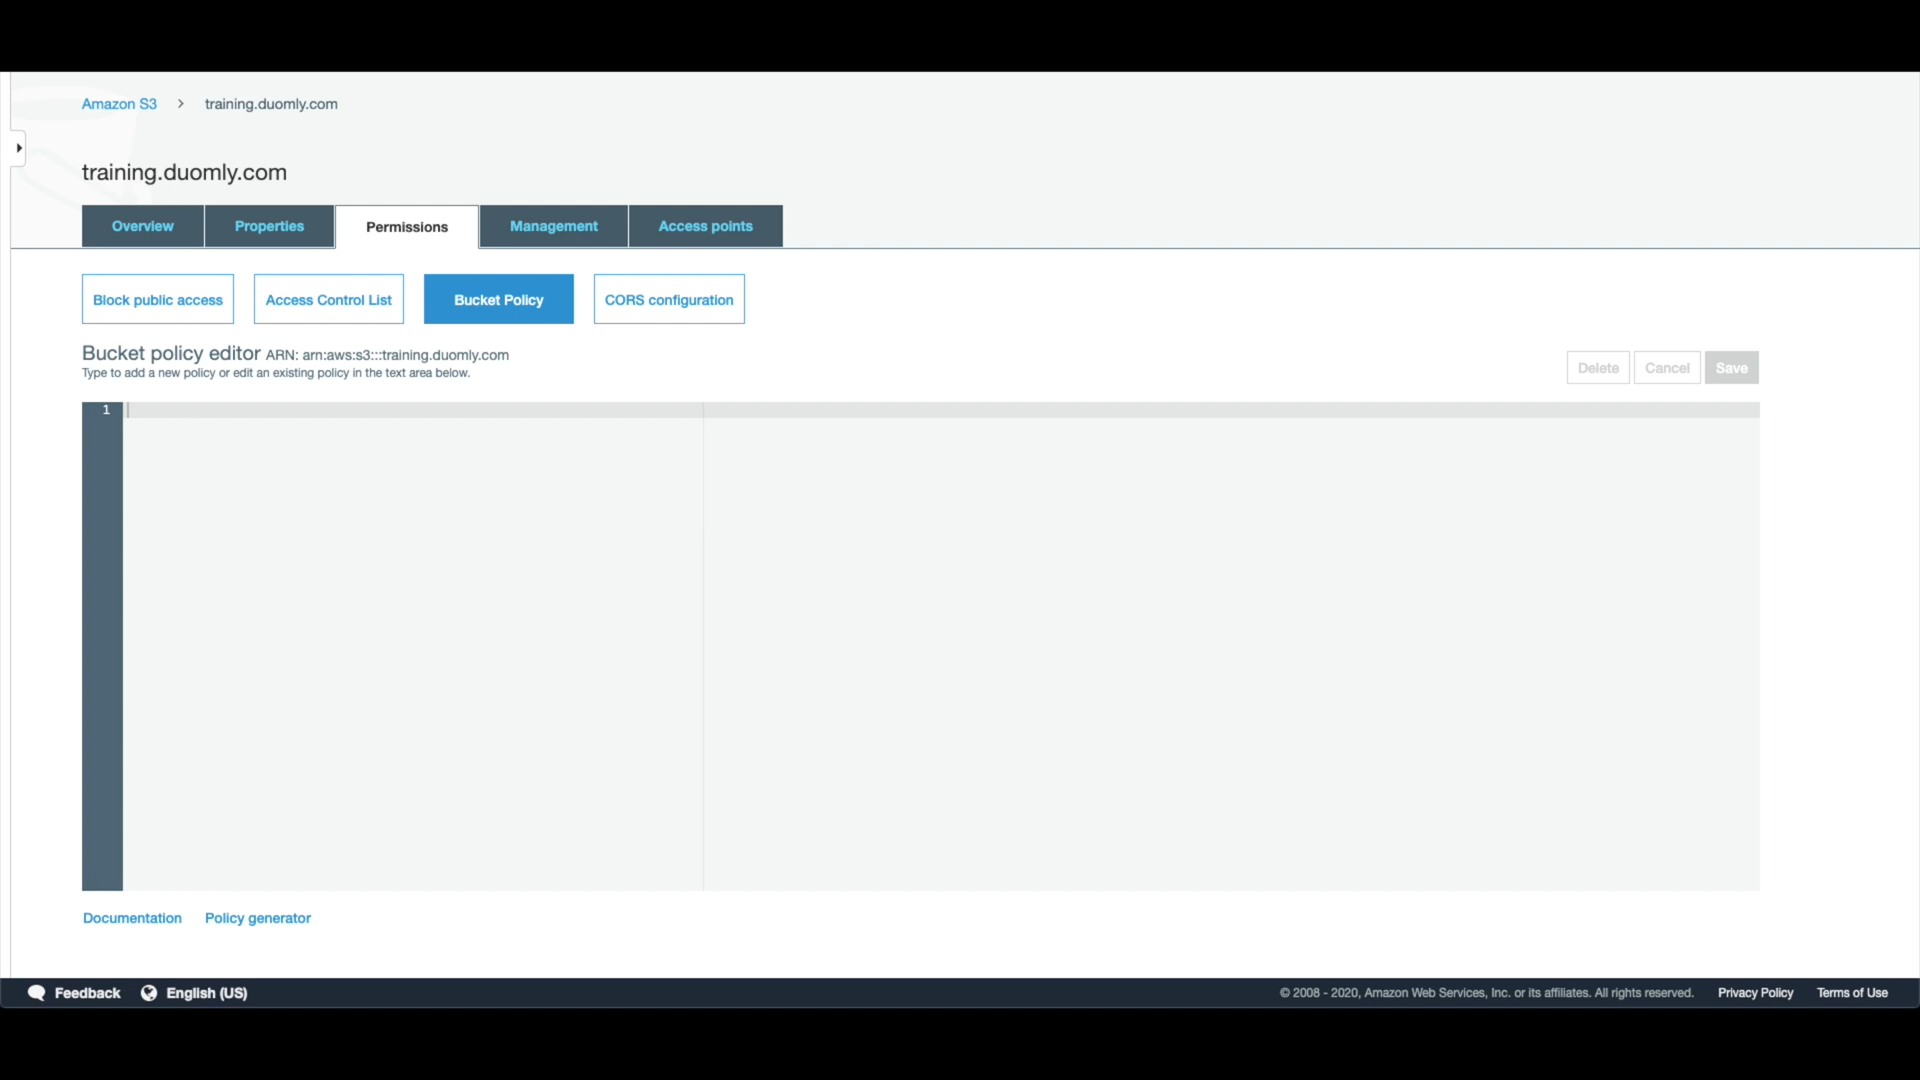 Amazon S3 > training.duomly.com
training.duomly.com
Overview Properties Permissions Management Access points
Block public access Access Control List Bucket Policy CORS configuration
Bucket policy editor ARN: arn:aws:s3:::training.duomly.com
Type to add a new policy or edit an existing policy in the text area below.
Delete Cancel Save
1
Documentation Policy generator
Feedback English (US) © 2008 - 2020, Amazon Web Services, Inc. or its affiliates. All rights reserved. Privacy Policy Terms of Use